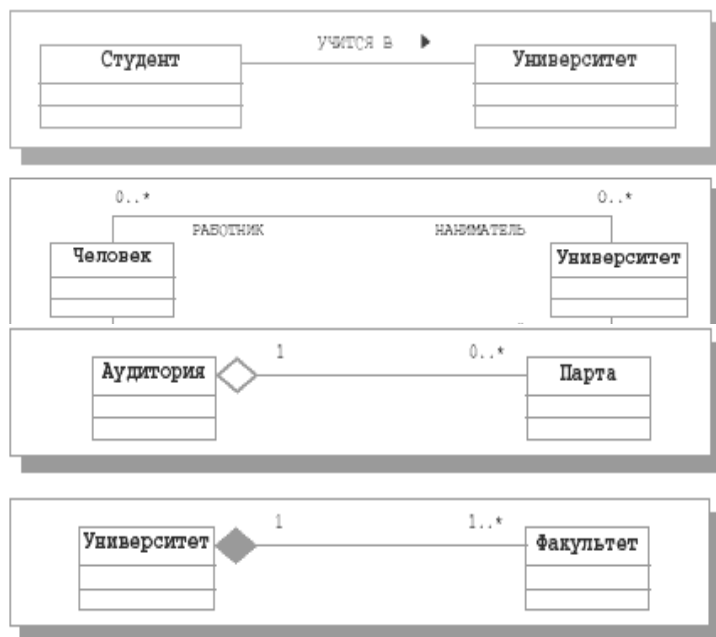 учится в
Студент Университет
0..* 0..*
РАБОТНИК НАНИМАТЕЛЬ
Человек Университет
1 0..*
Аудитория Парта
1 1..*
Университет Факультет